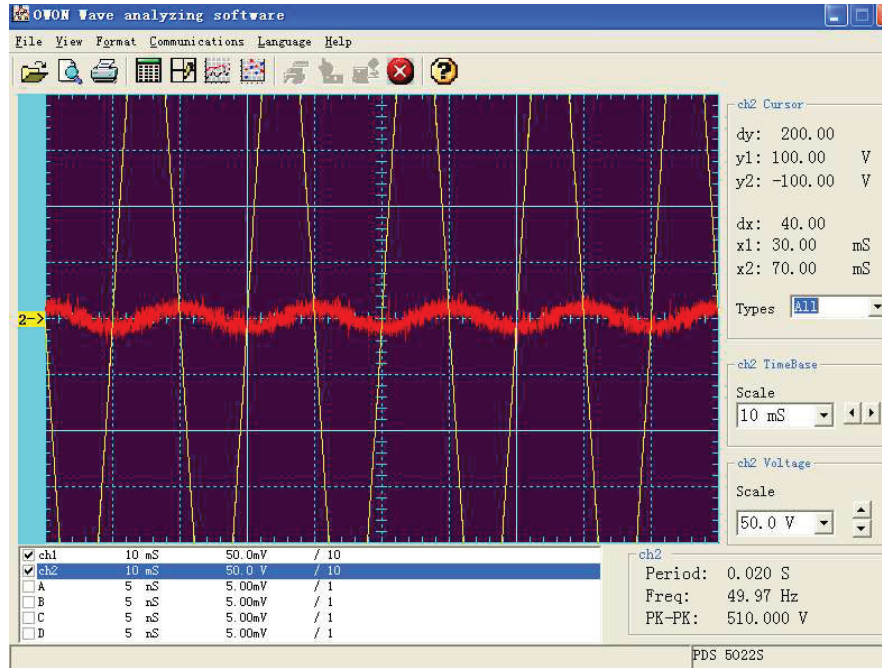 OWON Wave analyzing software
File View Format Communications Language Help
ch2 Cursor
dy: 200.00
y1: 100.00 V
y2: -100.00 V
dx: 40.00
x1: 30.00 mS
x2: 70.00 mS
Types All
2->
ch2 TimeBase
Scale
10 mS
ch2 Voltage
Scale
50.0 V
ch1 10 mS 50.0mV / 10
ch2 10 mS 50.0 V / 10
A 5 nS 5.00mV / 1
B 5 nS 5.00mV / 1
C 5 nS 5.00mV / 1
D 5 nS 5.00mV / 1
ch2
Period: 0.020 S
Freq: 49.97 Hz
PK-PK: 510.000 V
PDS 5022S